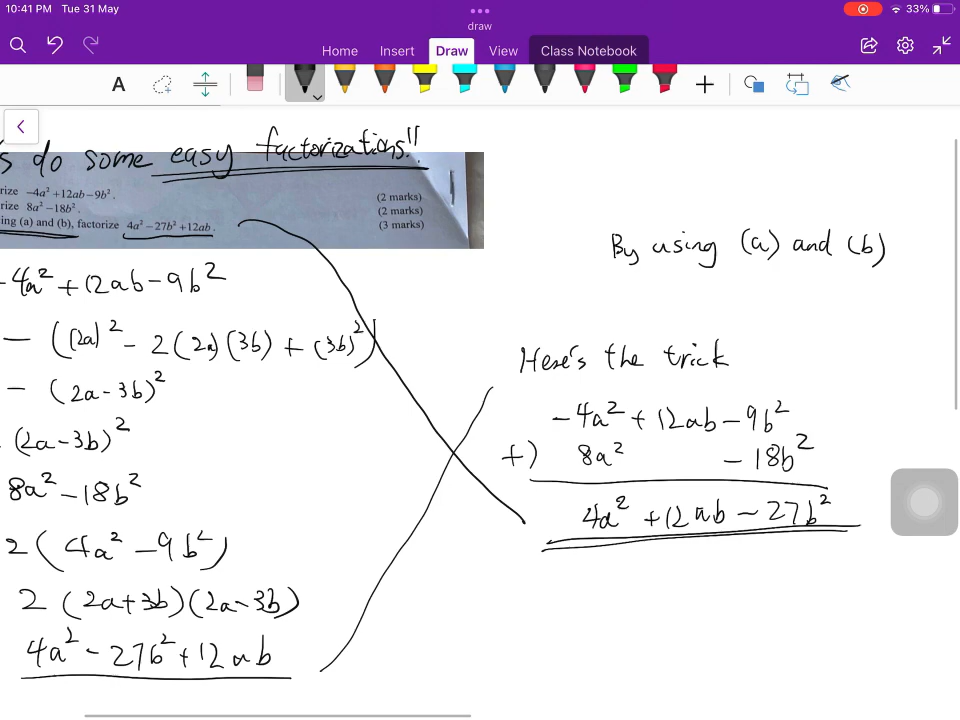 10:41 PM Tue 31 May
33%
draw
Home Insert Draw View Class Notebook
A
s do some easy factorizations!!
rize -4a² +12ab-9b². (2 marks)
rize 8a² -18b². (2 marks)
ing (a) and (b), factorize 4a² -27b² +12ab. (3 marks)
-4a² + 12ab - 9b²
- ((2a)² - 2(2a)(3b) + (3b)²)
- (2a-3b)²
(2a-3b)²
8a² - 18b²
2(4a² - 9b²)
2(2a+3b)(2a-3b)
4a² - 27b² + 12ab
By using (a) and (b)
Here's the trick
-4a² + 12ab - 9b²
+) 8a² - 18b²
4a² + 12ab - 27b²